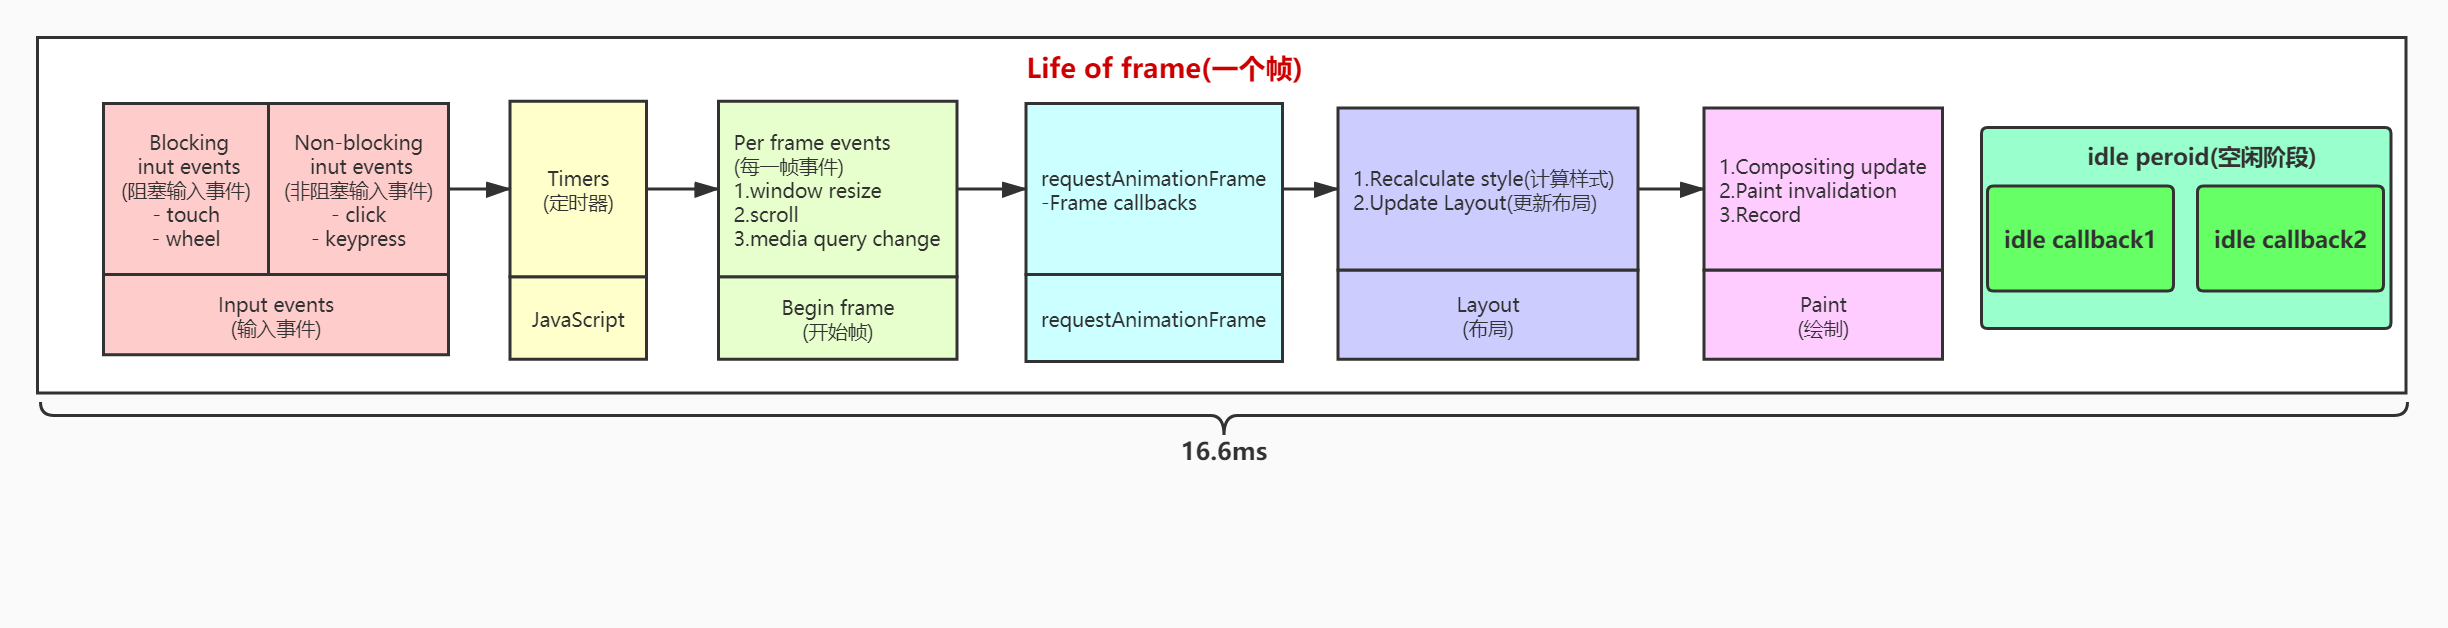 Life of frame(一个帧)
Blocking
inut events
(阻塞输入事件)
- touch
- wheel
Non-blocking
inut events
(非阻塞输入事件)
- click
- keypress
Input events
(输入事件)
Timers
(定时器)
JavaScript
Per frame events
(每一帧事件)
1.window resize
2.scroll
3.media query change
Begin frame
(开始帧)
requestAnimationFrame
-Frame callbacks
requestAnimationFrame
1.Recalculate style(计算样式)
2.Update Layout(更新布局)
Layout
(布局)
1.Compositing update
2.Paint invalidation
3.Record
Paint
(绘制)
idle peroid(空闲阶段)
idle callback1
idle callback2
16.6ms